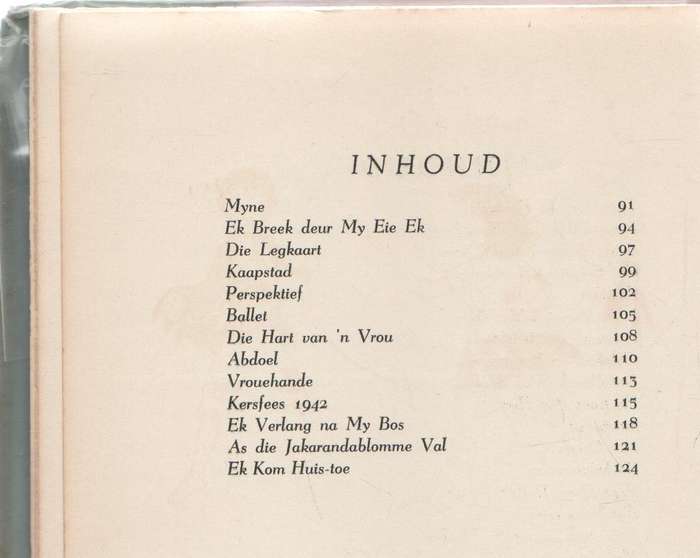 INHOUD
Myne 91
Ek Breek deur My Eie Ek 94
Die Legkaart 97
Kaapstad 99
Perspektief 102
Ballet 105
Die Hart van 'n Vrou 108
Abdoel 110
Vrouehande 113
Kersfees 1942 115
Ek Verlang na My Bos 118
As die Jakarandablomme Val 121
Ek Kom Huis-toe 124